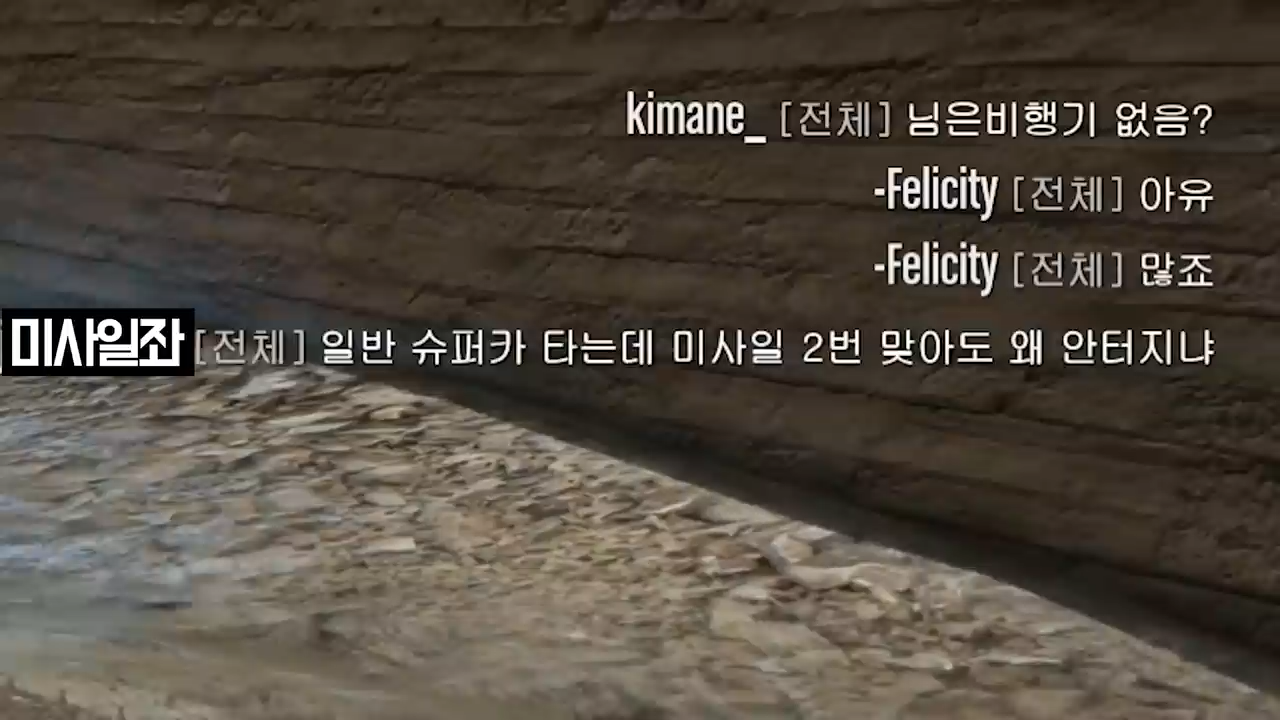 kimane_ [전체] 님은비행기 없음?
-Felicity [전체] 아유
-Felicity [전체] 많죠
미사일좌 [전체] 일반 슈퍼카 타는데 미사일 2번 맞아도 왜 안터지냐